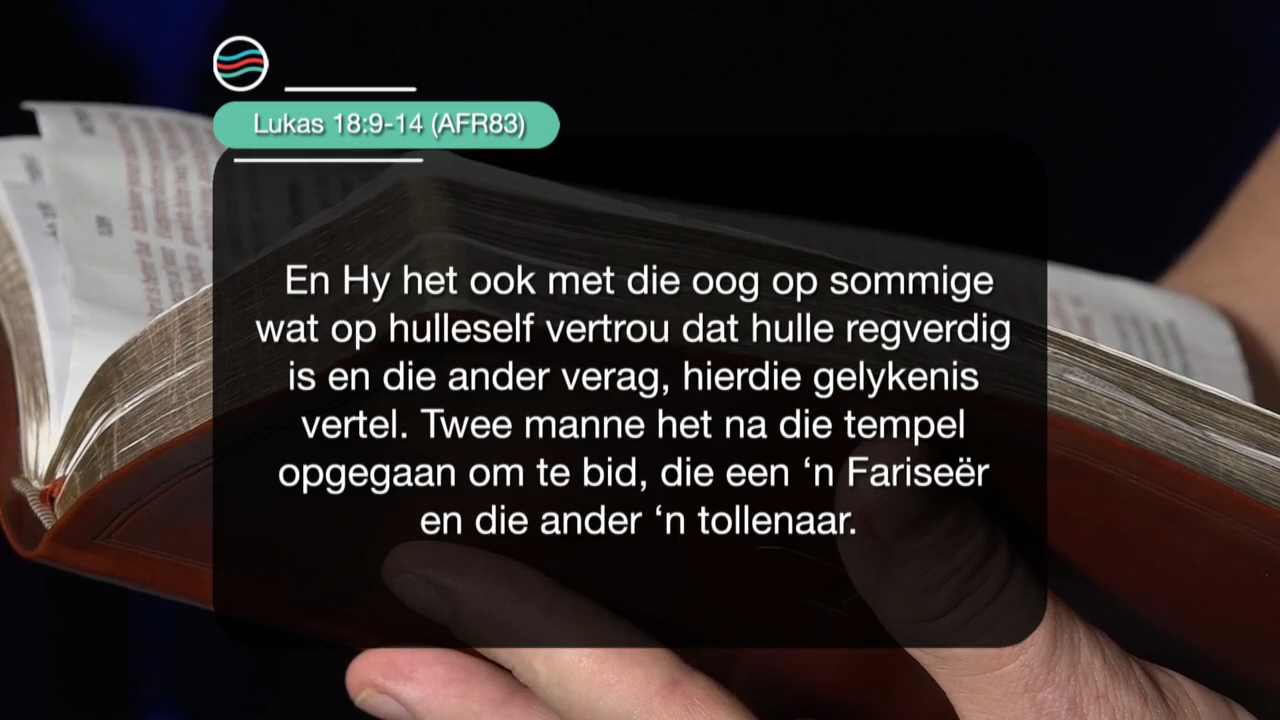 Lukas 18:9-14 (AFR83)
En Hy het ook met die oog op sommige
wat op hulleself vertrou dat hulle regverdig
is en die ander verag, hierdie gelykenis
vertel. Twee manne het na die tempel
opgegaan om te bid, die een ‘n Fariseër
en die ander ‘n tollenaar.